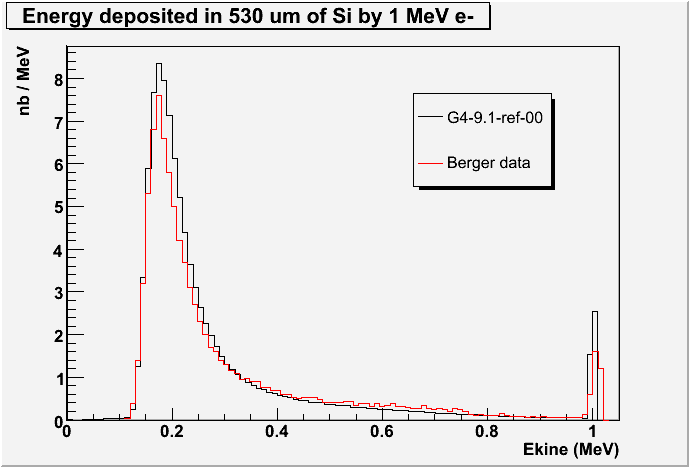 Energy deposited in 530 um of Si by 1 MeV e-
nb / MeV
8
7
6
5
4
3
2
1
0
G4-9.1-ref-00
Berger data
0 0.2 0.4 0.6 0.8 1
Ekine (MeV)